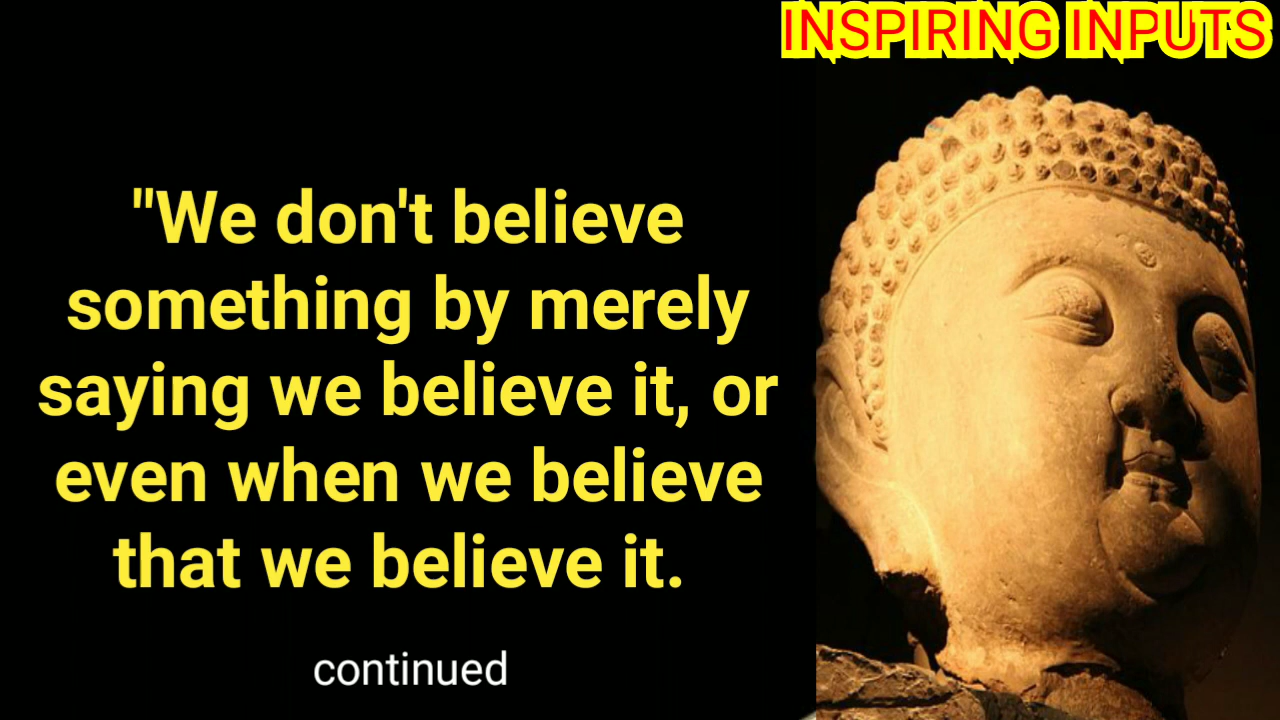 INSPIRING INPUTS
"We don't believe
something by merely
saying we believe it, or
even when we believe
that we believe it.
continued